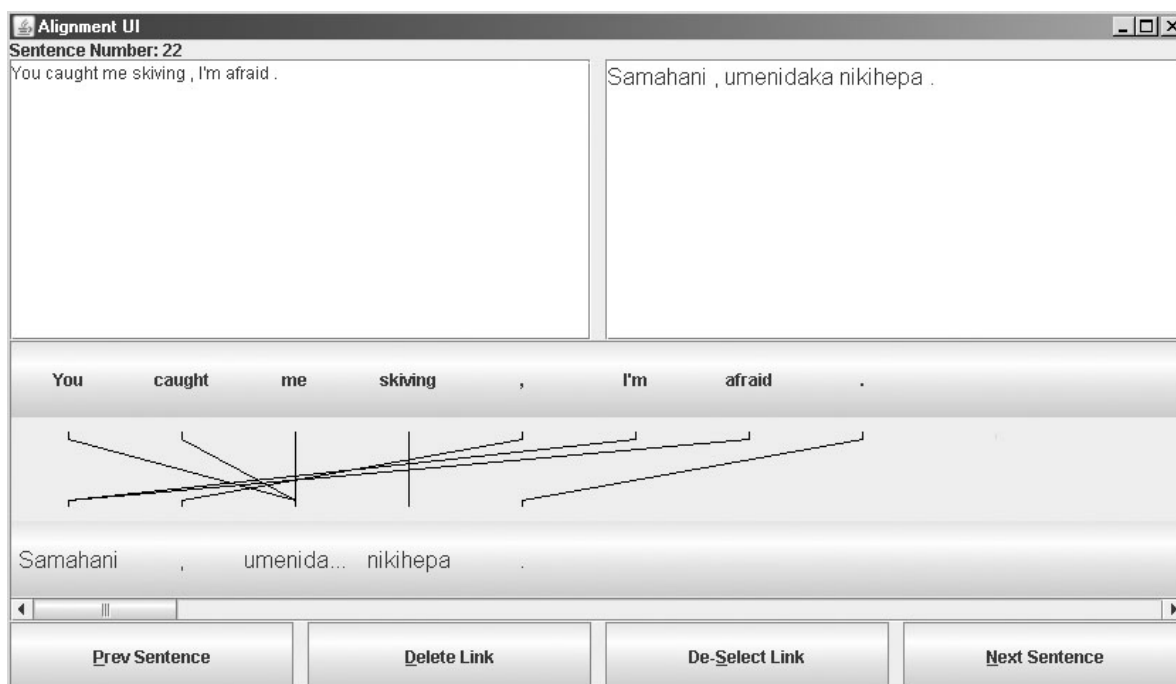 Alignment UI
Sentence Number: 22
You caught me skiving , I'm afraid .
Samahani , umenidaka nikihepa .
You caught me skiving , I'm afraid .
Samahani , umenida... nikihepa .
Prev Sentence Delete Link De-Select Link Next Sentence